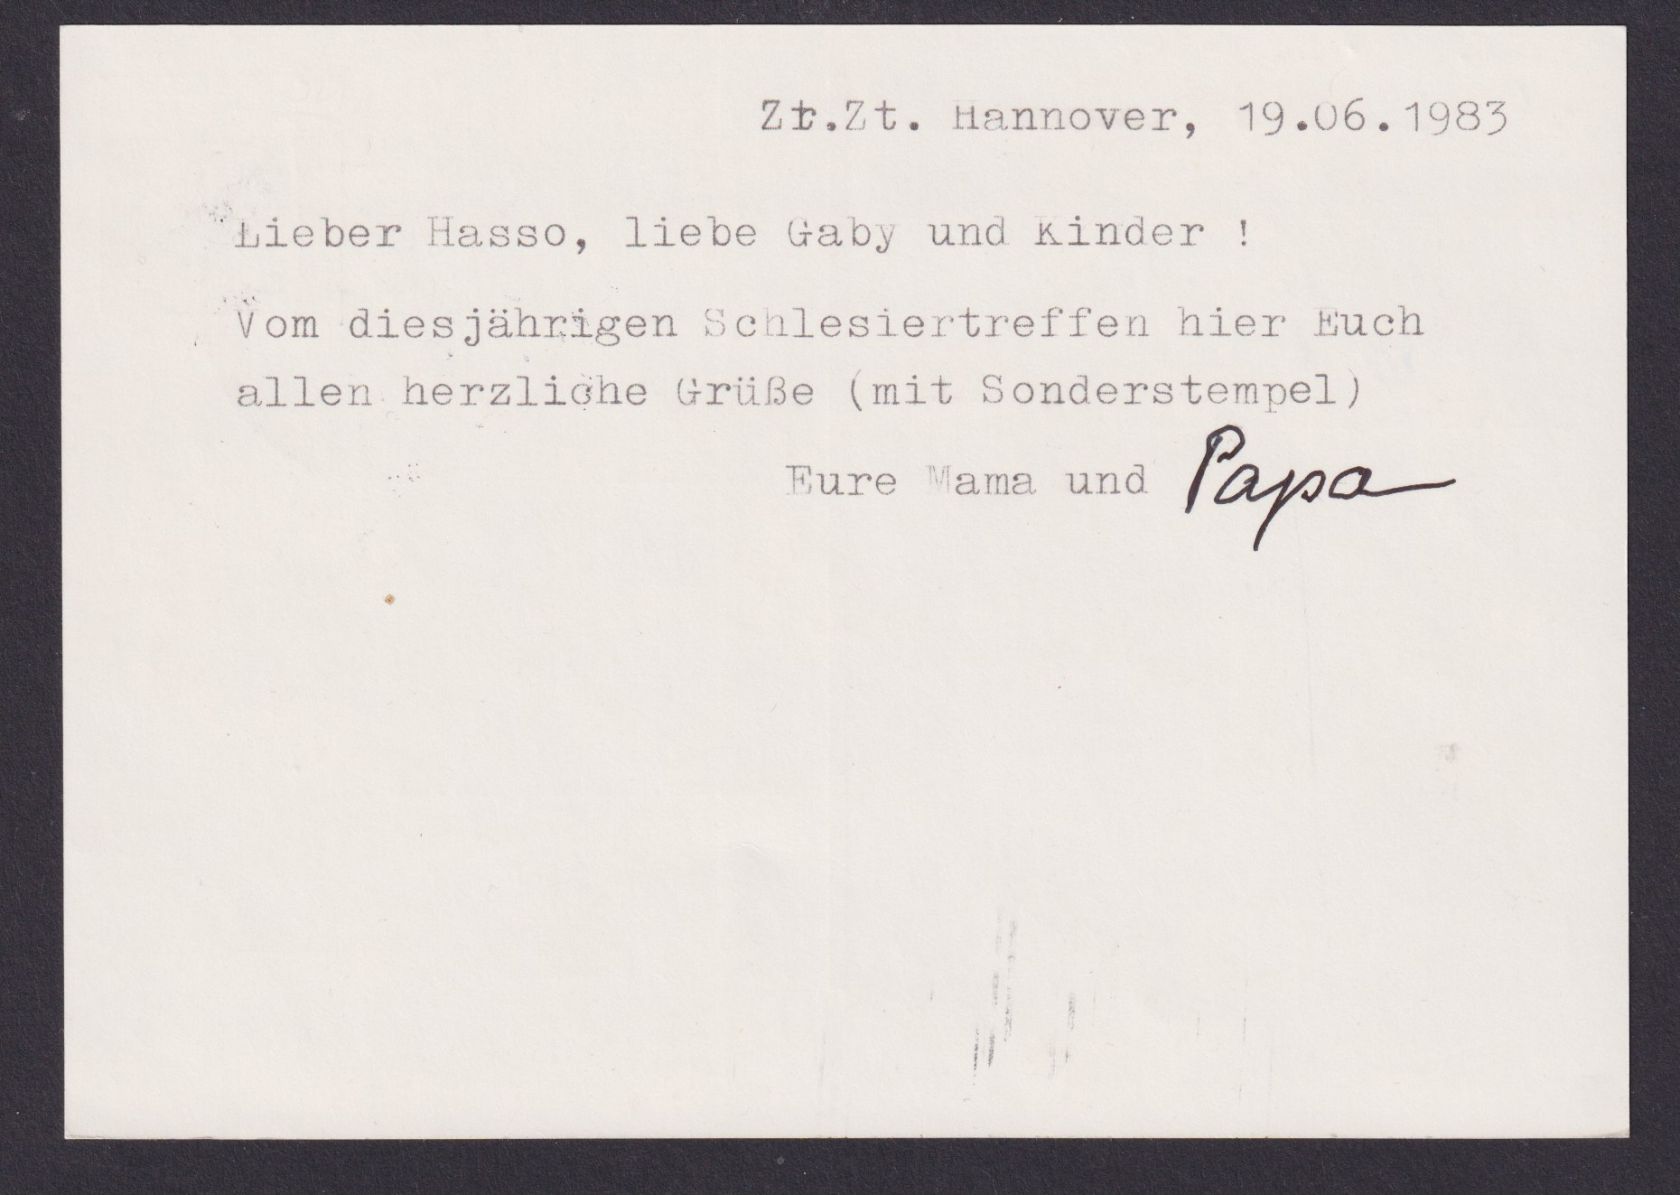 Zt.Zt. Hannover, 19.06.1983
Lieber Hasso, liebe Gaby und Kinder !
Vom diesjährigen Schlesiertreffen hier Euch
allen herzliche Grüße (mit Sonderstempel)
Eure Mama und Papa